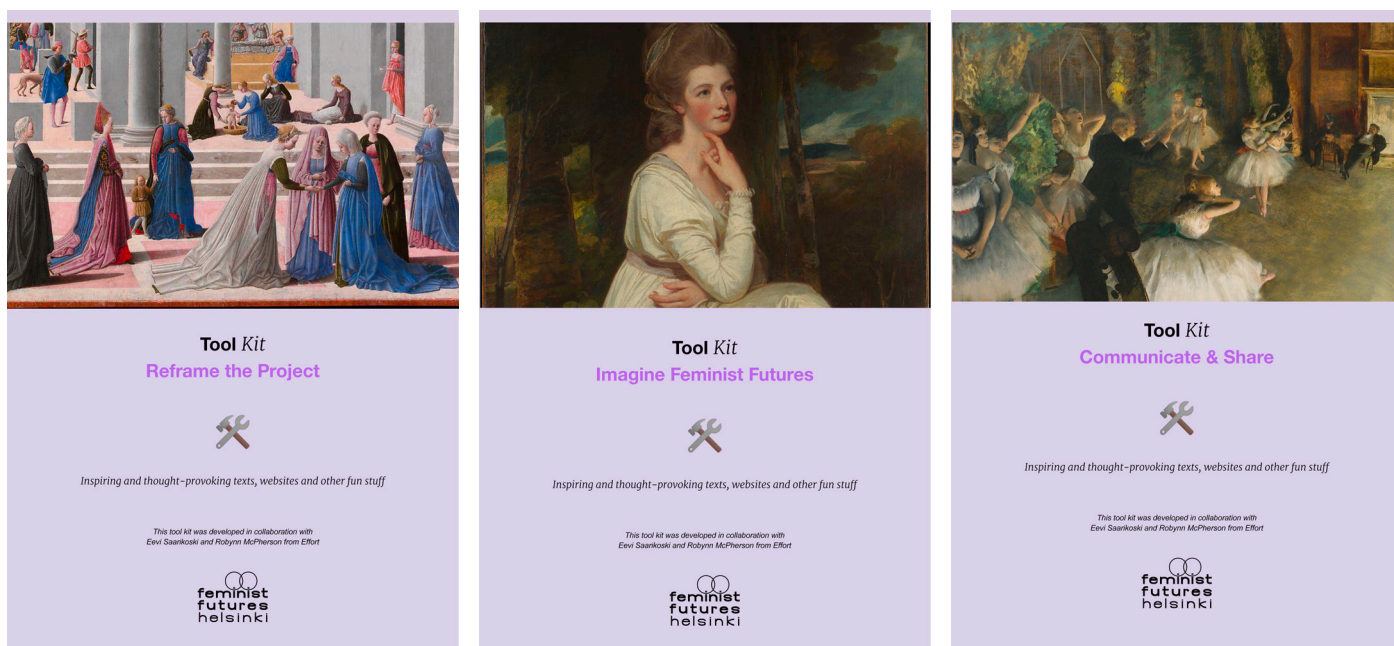 Tool Kit
Reframe the Project
Inspiring and thought-provoking texts, websites and other fun stuff
This tool kit was developed in collaboration with
Eevi Saarikoski and Robynn McPherson from Effort
feminist
futures
helsinki
Tool Kit
Imagine Feminist Futures
Inspiring and thought-provoking texts, websites and other fun stuff
This tool kit was developed in collaboration with
Eevi Saarikoski and Robynn McPherson from Effort
feminist
futures
helsinki
Tool Kit
Communicate & Share
Inspiring and thought-provoking texts, websites and other fun stuff
This tool kit was developed in collaboration with
Eevi Saarikoski and Robynn McPherson from Effort
feminist
futures
helsinki